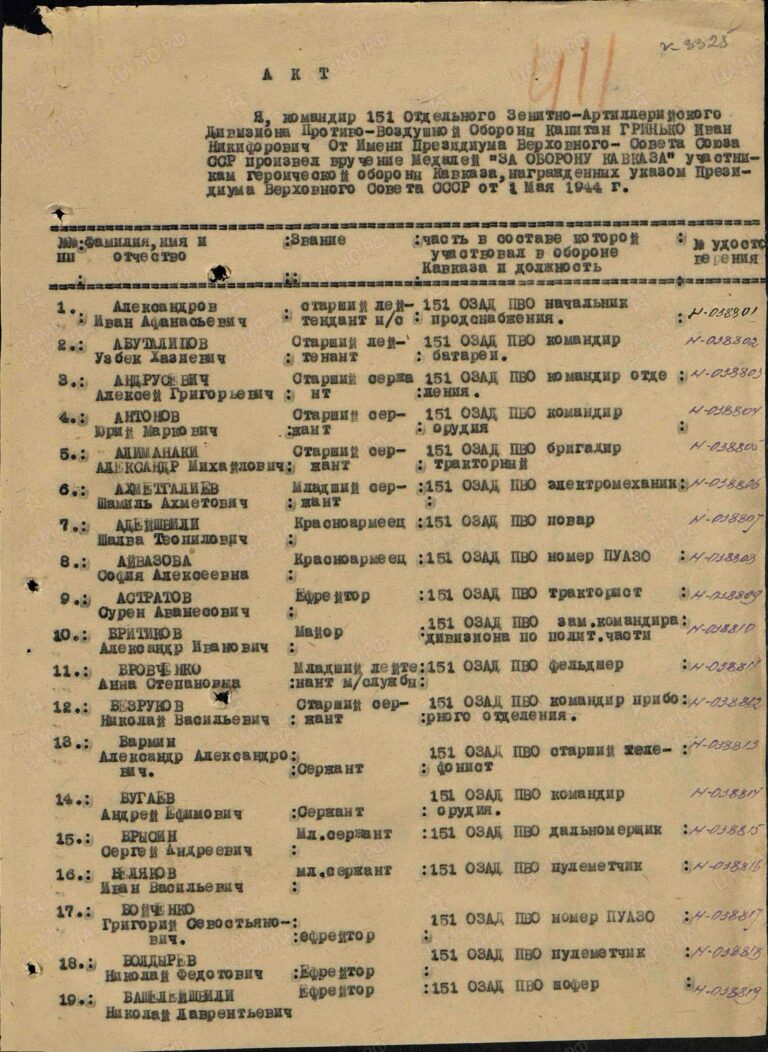 н-3325
411
АКТ
Я, командир 151 Отдельного Зенитно-Артиллерийского
Дивизиона Противо-Воздушной Обороны Капитан ГРИНЬКО Иван
Никифорович От Имени Президиума Верховного-Совета Союза
ССР произвел вручение Медалей "ЗА ОБОРОНУ КАВКАЗА" участни-
кам героической обороны Кавказа, награжденных указом Прези-
диума Верховного Совета СССР от 1 Мая 1944 г.
№№:фамилия, имя и :Звание :часть в составе которой : № удост
пп отчество участвовал в обороне верения
: :: Кавказа и должность
1.: Александров старший лей- 151 ОЗАД ПВО начальник Н-038801
: Иван Афанасьевич : тендант и/с : продснабжения. :
2.: АБУТАЛИПОВ Старший лей- 151 ОЗАД ПВО командир Н-038802
Узбек Хазиевич : тенант : батареи.
3.: АНДРУСЕВИЧ Старший сержа 151 ОЗАД ПВО командир отде : Н-038803
Алексей Григорьевич : нт :ления.
4.: АНТОНОВ Старший сер- 151 ОЗАД ПВО командир Н-038804
Юрий Маркович :жант : орудия :
5.: АЛИМАНАКИ Старший сер- 151 ОЗАД ПВО бригадир Н-038805
АЛЕКСАНДР Михайлович: жант : тракторный
6.: АХМЕТГАЛИЕВ Младший сер- :151 ОЗАД ПВО электромеханик: Н-038806
Шамиль Ахметович : жант :
7.: АДЕЙШВИЛИ Красноармеец :151 ОЗАД ПВО повар Н-038807
Шалва Теопилович :
8.: АЙВАЗОВА Красноармеец :151 ОЗАД ПВО номер ПУАЗО : Н-038808
София Алексеевна :
9.: АСТРАТОВ Ефрейтор :151 ОЗАД ПВО тракторист : Н-038809
Сурен Аванесович :
10.: БРИТИКОВ Майор 151 ОЗАД ПВО зам.командира: Н-038810
Александр Иванович : :дивизиона по полит.части
11.: БРОВЧЕНКО Младший лейте:151 ОЗАД ПВО фельдшер : Н-038811
Анна Степановна :нант м/службы:
12.: БЕЗРУКОВ Старший сер- 151 ОЗАД ПВО командир прибо : Н-038812
Николай Васильевич : жант :рного отделения.
13.: Бармин
Александр Александро: 151 ОЗАД ПВО старший теле- : Н-038813
вич. :Сержант : фонист
14.: БУГАЕВ 151 ОЗАД ПВО командир Н-038814
Андрей Ефимович :Сержант : орудия.
15.: БРЫСИН Мл.сержант :151 ОЗАД ПВО дальномерщик : Н-038815
Сергей Андреевич :
16.: БЕЛЯКОВ мл.сержант :151 ОЗАД ПВО пулеметчик : Н-038816
Иван Васильевич :
17.: БОЙЧЕНКО
Григорий Севостьяно-: 151 ОЗАД ПВО номер ПУАЗО : Н-038817
вич. :ефрейтор :
18.: БОЛДЫРЕВ 151 ОЗАД ПВО пулеметчик : Н-038818
Николай Федотович :Ефрейтор :
19.: БАШЕЛЕЙШВИЛИ Ефрейтор :151 ОЗАД ПВО шофер : Н-038819
Николай Лаврентьевич